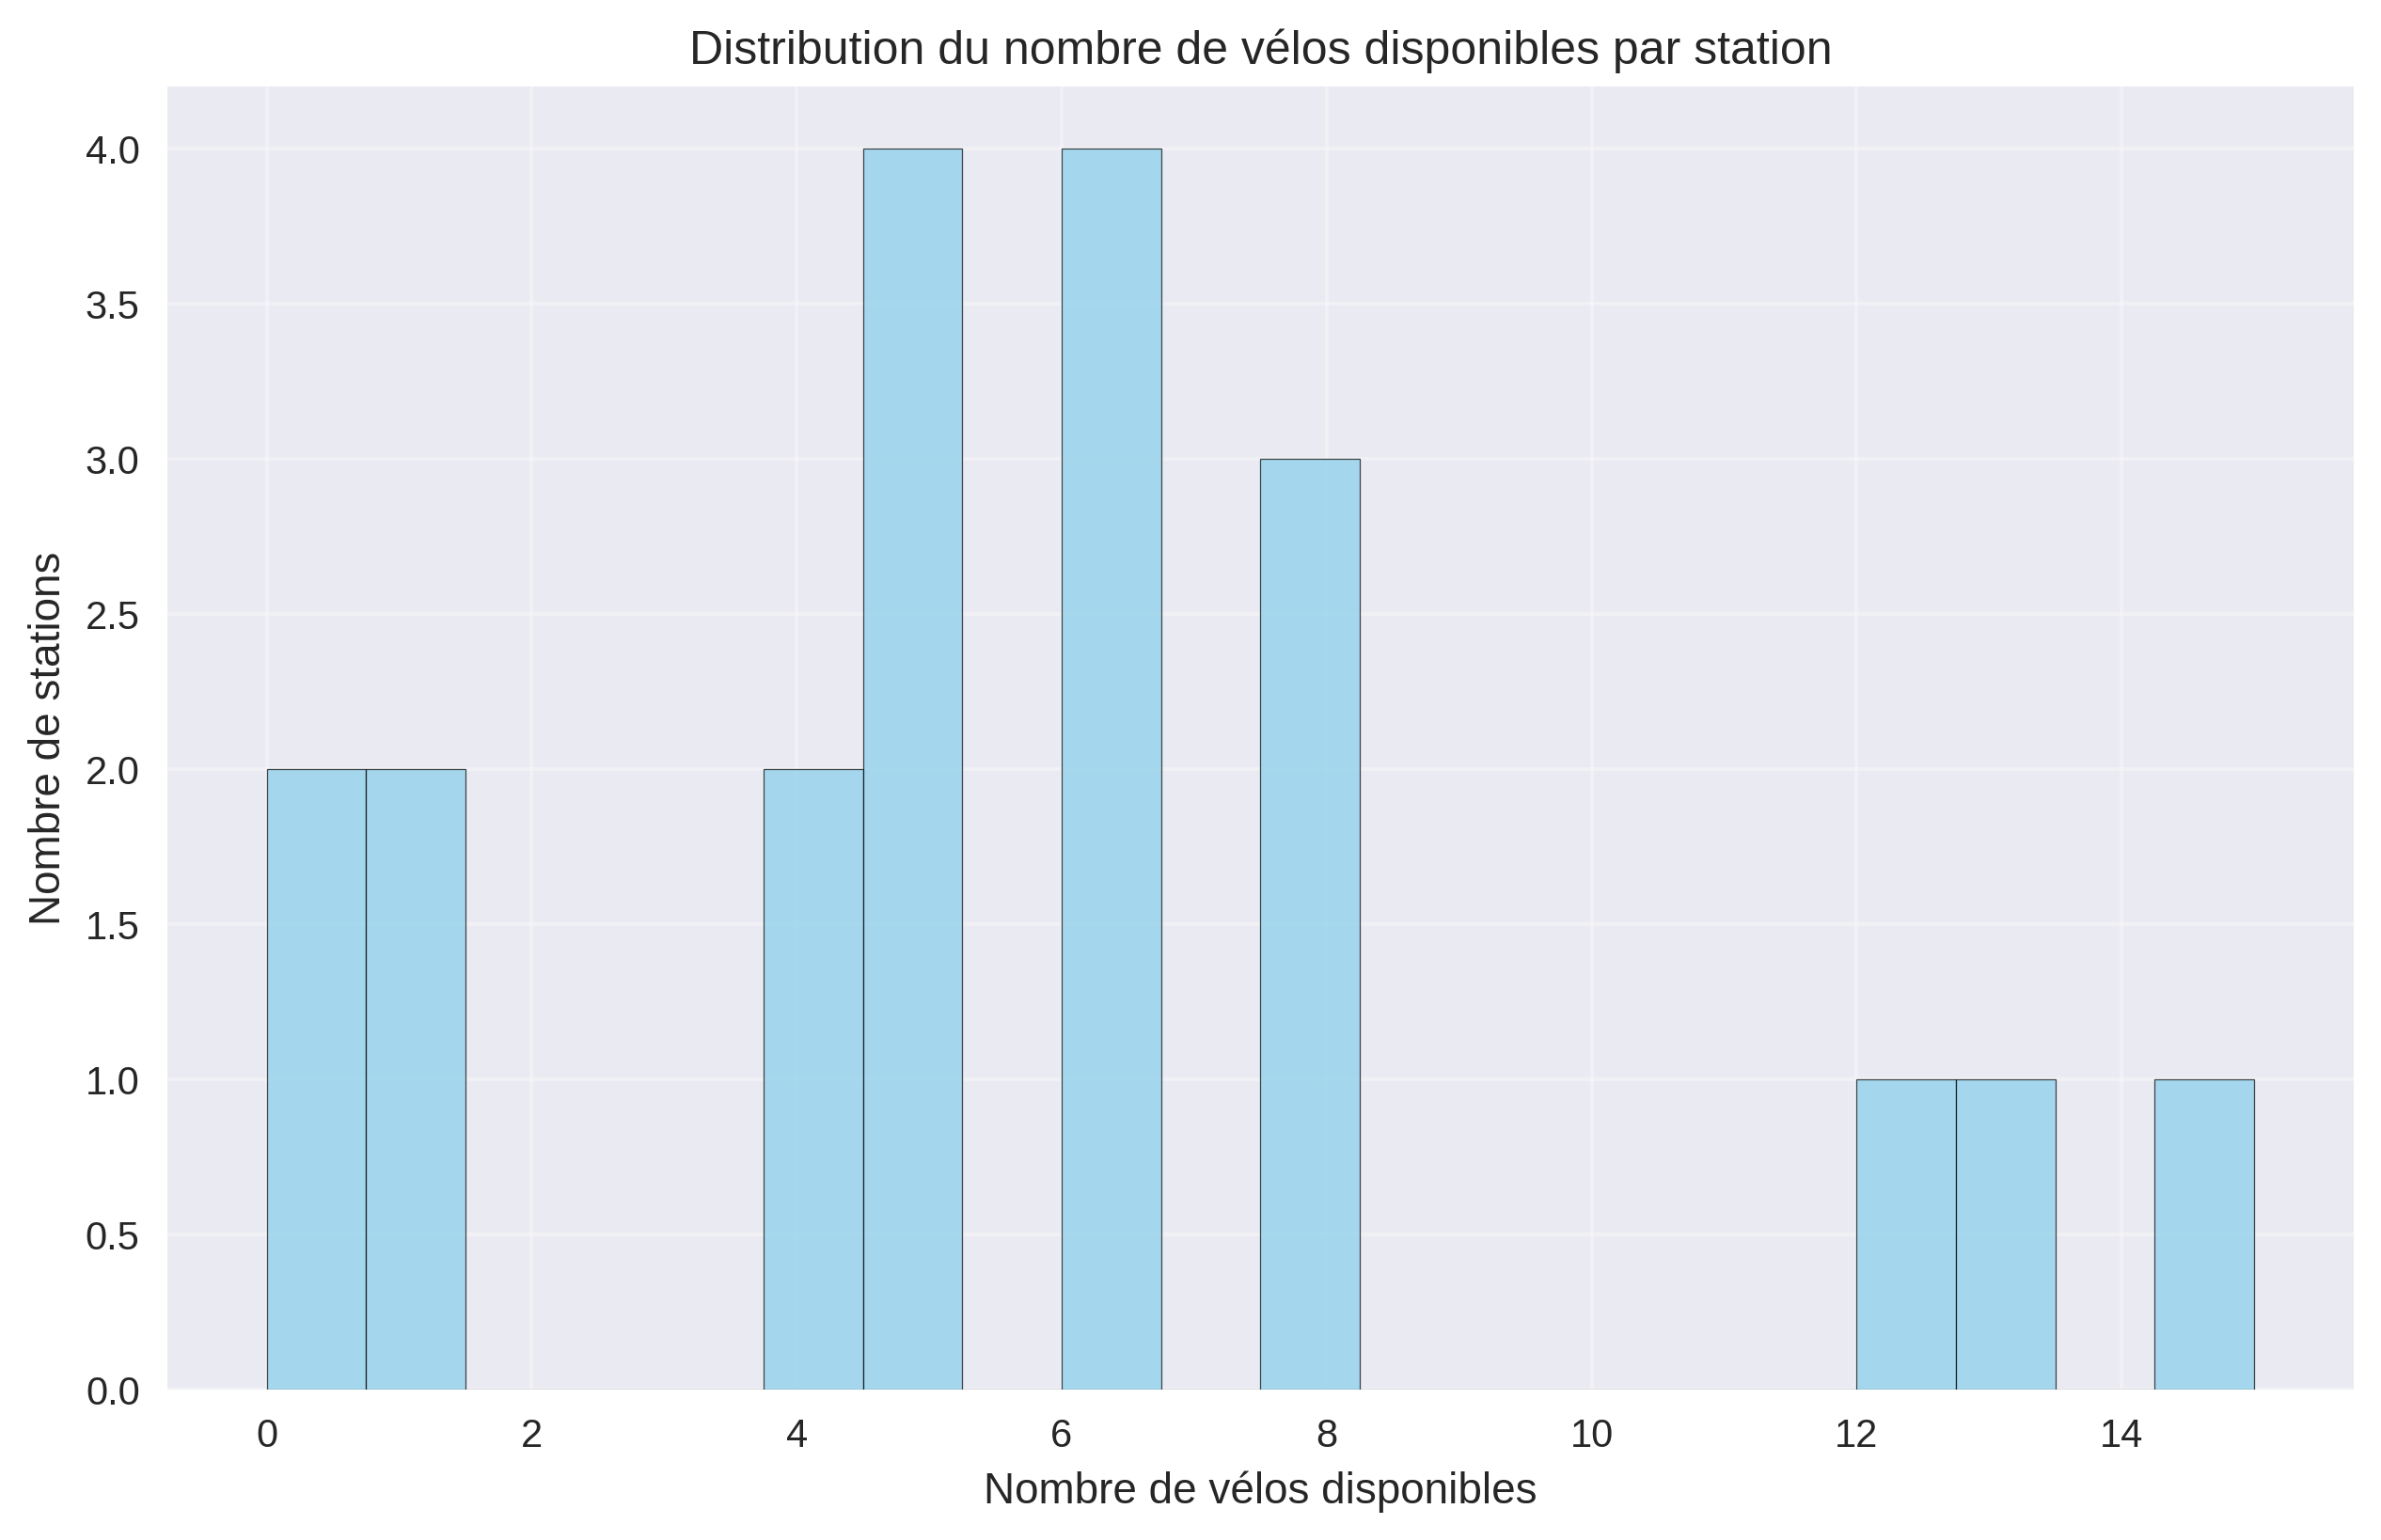 Distribution du nombre de vélos disponibles par station
4.0
3.5
3.0
2.5
2.0
1.5
1.0
0.5
0.0
Nombre de stations
0 2 4 6 8 10 12 14
Nombre de vélos disponibles